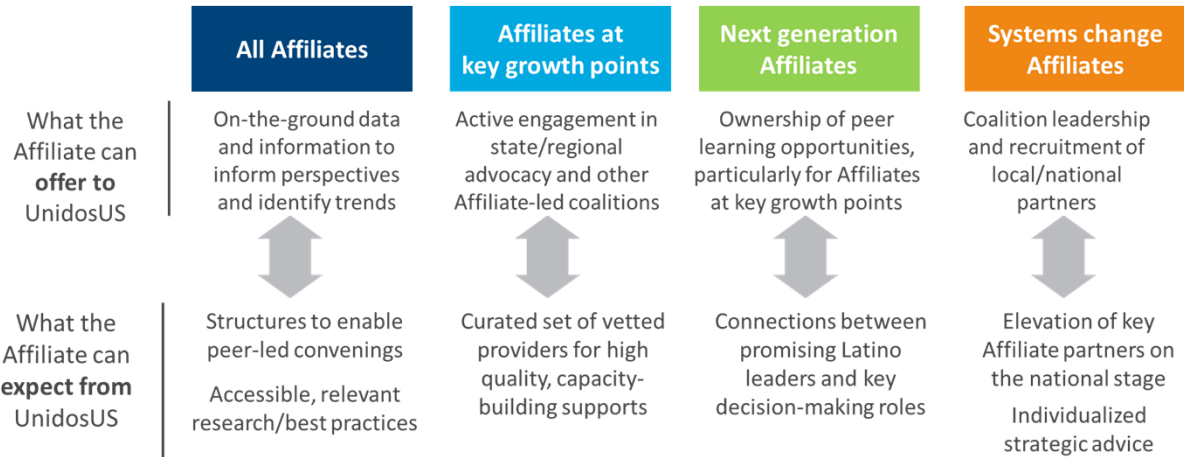 All Affiliates
Affiliates at
key growth points
Next generation
Affiliates
Systems change
Affiliates
What the
Affiliate can
offer to
UnidosUS
On-the-ground data
and information to
inform perspectives
and identify trends
Active engagement in
state/regional
advocacy and other
Affiliate-led coalitions
Ownership of peer
learning opportunities,
particularly for Affiliates
at key growth points
Coalition leadership
and recruitment of
local/national
partners
What the
Affiliate can
expect from
UnidosUS
Structures to enable
peer-led convenings
Accessible, relevant
research/best practices
Curated set of vetted
providers for high
quality, capacity-
building supports
Connections between
promising Latino
leaders and key
decision-making roles
Elevation of key
Affiliate partners on
the national stage
Individualized
strategic advice